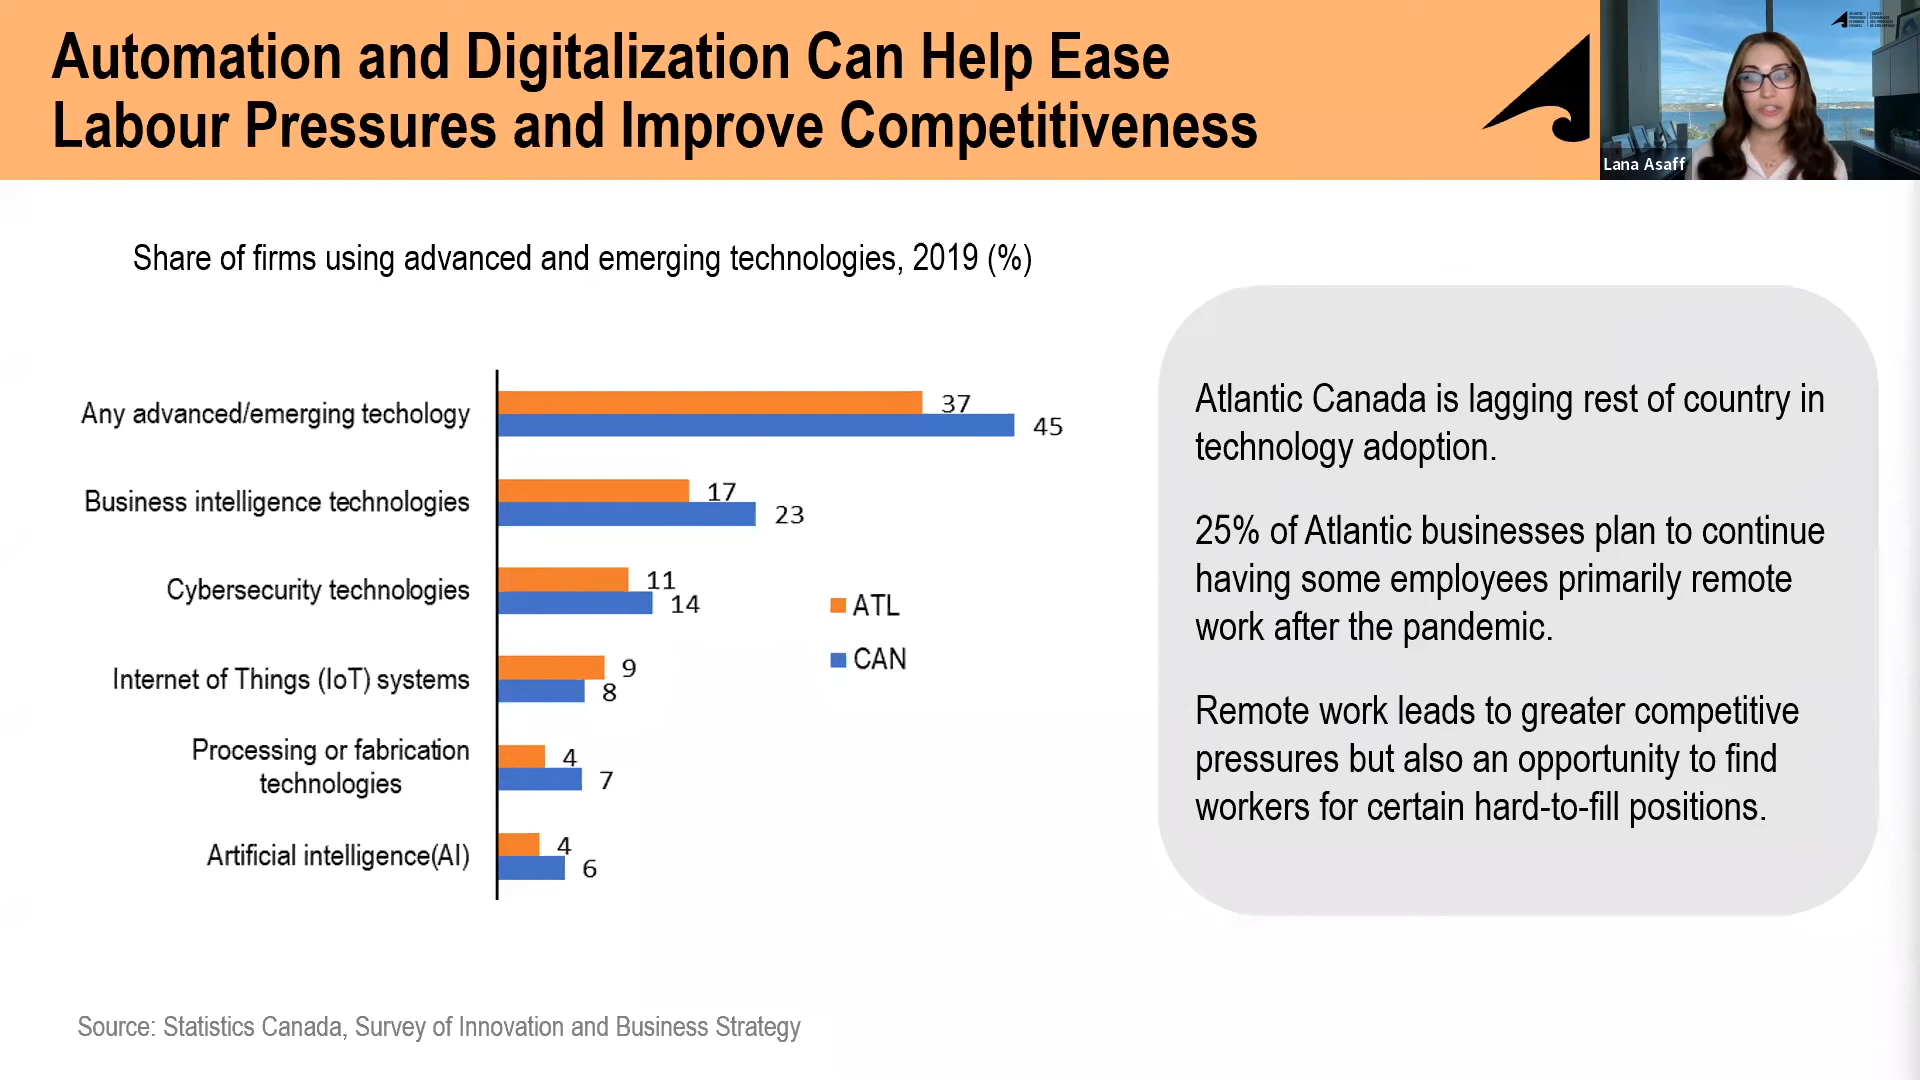 Automation and Digitalization Can Help Ease
Labour Pressures and Improve Competitiveness
Lana Asaff
Share of firms using advanced and emerging technologies, 2019 (%)
Any advanced/emerging techology
37
45
Business intelligence technologies
17
23
Cybersecurity technologies
11
14
Internet of Things (IoT) systems
9
8
Processing or fabrication
technologies
4
7
Artificial intelligence(AI)
4
6
ATL
CAN
Atlantic Canada is lagging rest of country in
technology adoption.
25% of Atlantic businesses plan to continue
having some employees primarily remote
work after the pandemic.
Remote work leads to greater competitive
pressures but also an opportunity to find
workers for certain hard-to-fill positions.
Source: Statistics Canada, Survey of Innovation and Business Strategy